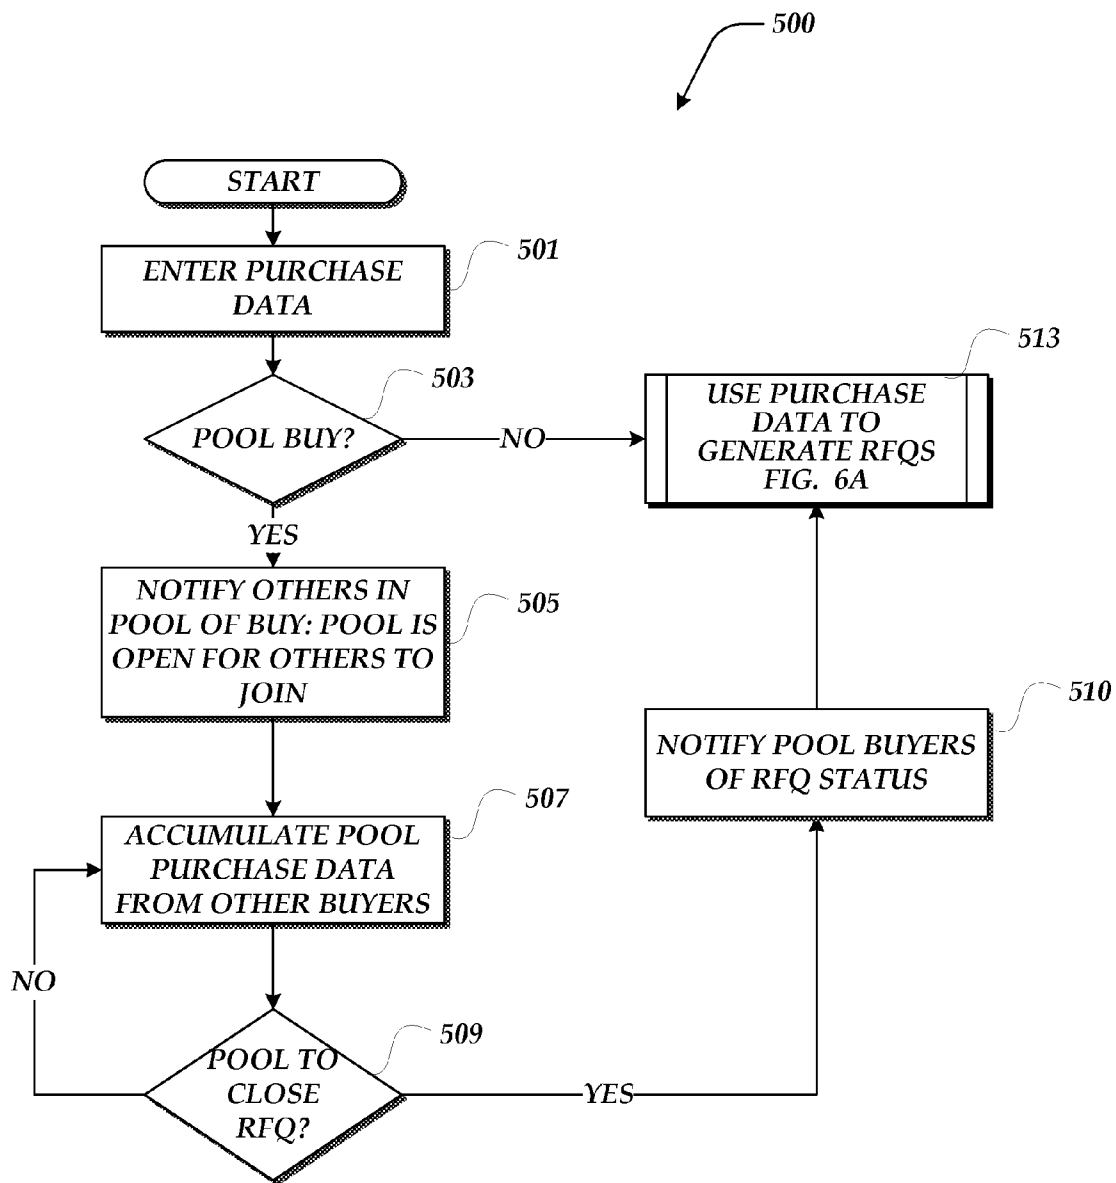 500
START
501
ENTER PURCHASE
DATA
503
POOL BUY?
NO
513
USE PURCHASE
DATA TO
GENERATE RFQS
FIG. 6A
YES
505
NOTIFY OTHERS IN
POOL OF BUY: POOL IS
OPEN FOR OTHERS TO
JOIN
510
NOTIFY POOL BUYERS
OF RFQ STATUS
507
ACCUMULATE POOL
PURCHASE DATA
FROM OTHER BUYERS
NO
509
POOL TO
CLOSE
RFQ?
YES